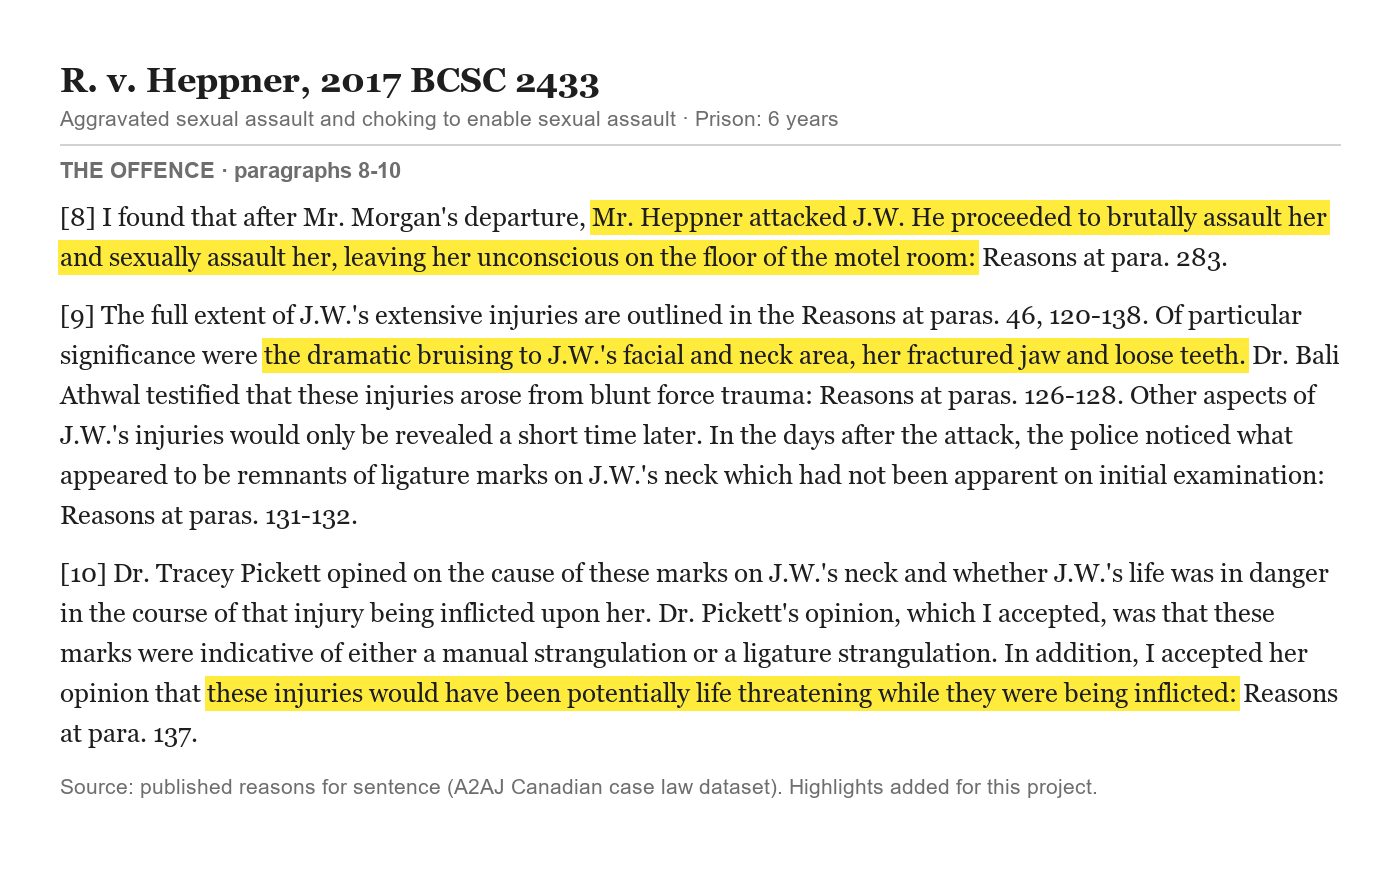 R. v. Heppner, 2017 BCSC 2433
Aggravated sexual assault and choking to enable sexual assault · Prison: 6 years
THE OFFENCE · paragraphs 8-10
[8] I found that after Mr. Morgan's departure, Mr. Heppner attacked J.W. He proceeded to brutally assault her
and sexually assault her, leaving her unconscious on the floor of the motel room: Reasons at para. 283.
[9] The full extent of J.W.'s extensive injuries are outlined in the Reasons at paras. 46, 120-138. Of particular
significance were the dramatic bruising to J.W.'s facial and neck area, her fractured jaw and loose teeth. Dr. Bali
Athwal testified that these injuries arose from blunt force trauma: Reasons at paras. 126-128. Other aspects of
J.W.'s injuries would only be revealed a short time later. In the days after the attack, the police noticed what
appeared to be remnants of ligature marks on J.W.'s neck which had not been apparent on initial examination:
Reasons at paras. 131-132.
[10] Dr. Tracey Pickett opined on the cause of these marks on J.W.'s neck and whether J.W.'s life was in danger
in the course of that injury being inflicted upon her. Dr. Pickett's opinion, which I accepted, was that these
marks were indicative of either a manual strangulation or a ligature strangulation. In addition, I accepted her
opinion that these injuries would have been potentially life threatening while they were being inflicted: Reasons
at para. 137.
Source: published reasons for sentence (A2AJ Canadian case law dataset). Highlights added for this project.